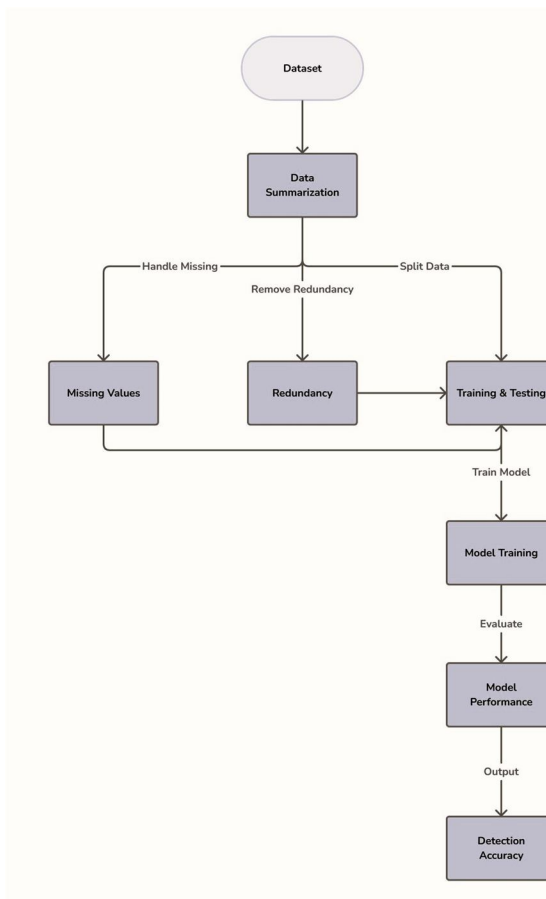 Dataset
Data
Summarization
Handle Missing
Split Data
Remove Redundancy
Missing Values
Redundancy
Training & Testing
Train Model
Model Training
Evaluate
Model
Performance
Output
Detection
Accuracy